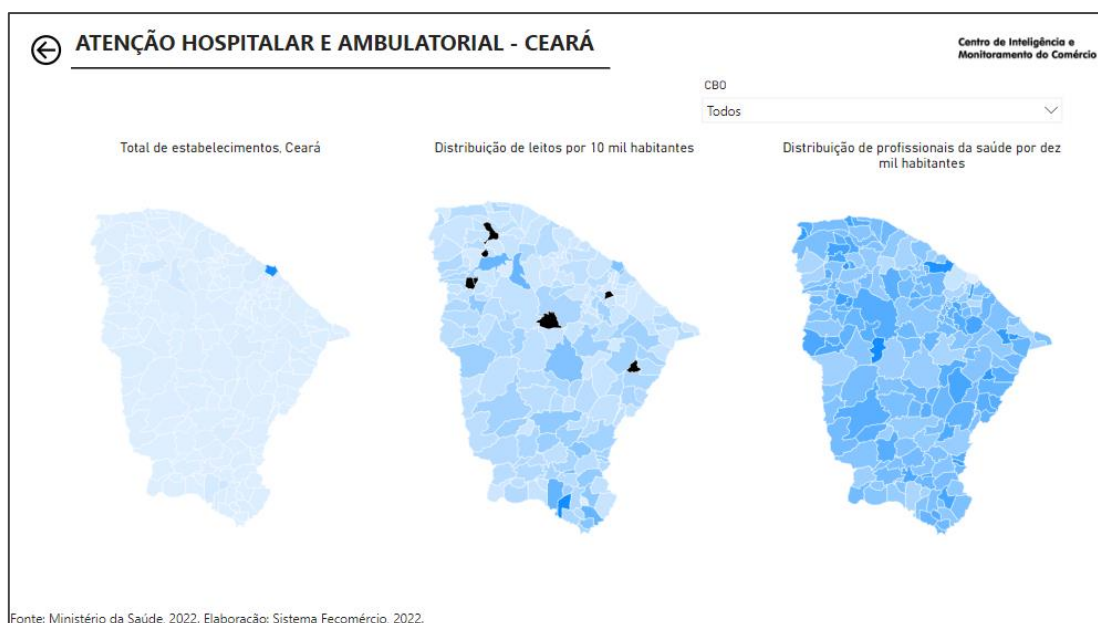 ATENÇÃO HOSPITALAR E AMBULATORIAL - CEARÁ
Centro de Inteligência e
Monitoramento do Comércio
CBO
Todos
Total de estabelecimentos, Ceará
Distribuição de leitos por 10 mil habitantes
Distribuição de profissionais da saúde por dez
mil habitantes
Fonte: Ministério da Saúde, 2022. Elaboração: Sistema Fecomércio, 2022.